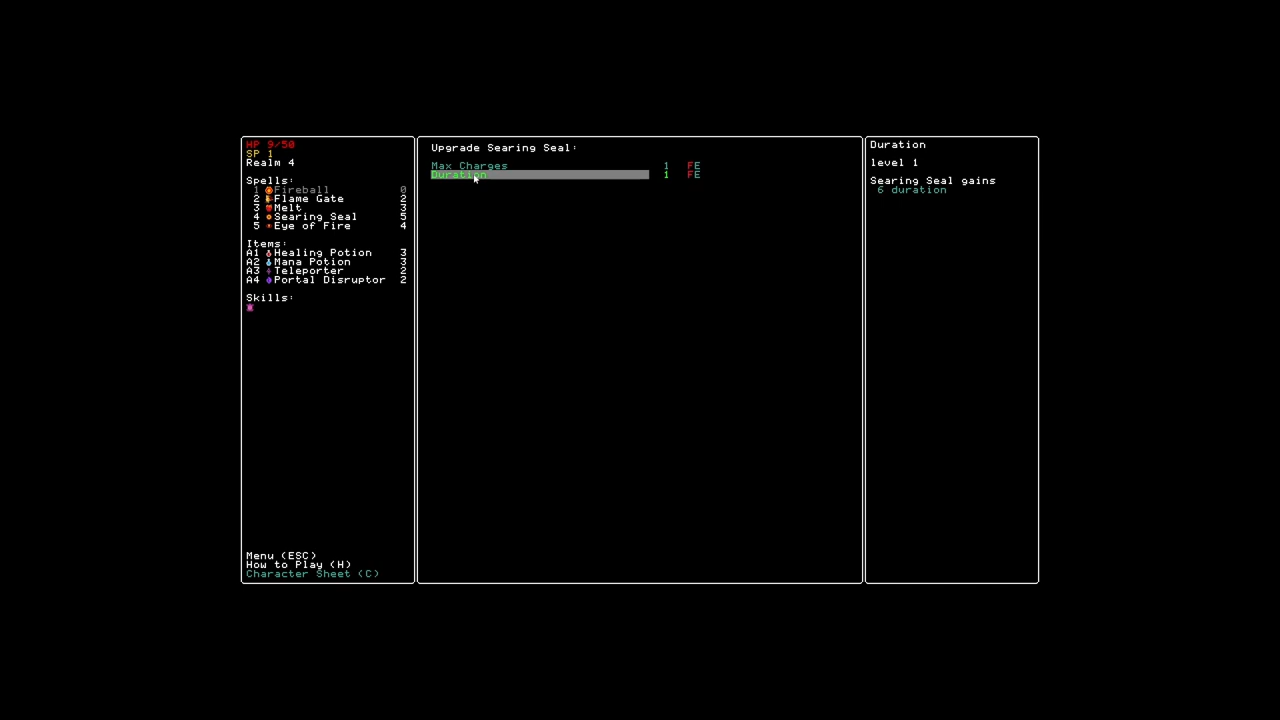 HP 9/50
SP 1
Realm 4
Spells:
1 Fireball 0
2 Flame Gate 2
3 Melt 3
4 Searing Seal 5
5 Eye of Fire 4
Items:
A1 Healing Potion 3
A2 Mana Potion 3
A3 Teleporter 2
A4 Portal Disruptor 2
Skills:
Menu (ESC)
How to Play (H)
Character Sheet (C)
Upgrade Searing Seal:
Max Charges 1 FE
Duration 1 FE
Duration
level 1
Searing Seal gains
6 duration